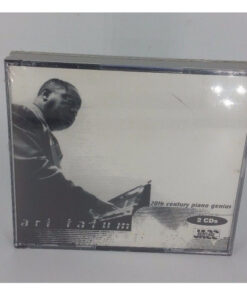 20th century piano genius
2 CDs
art tatum